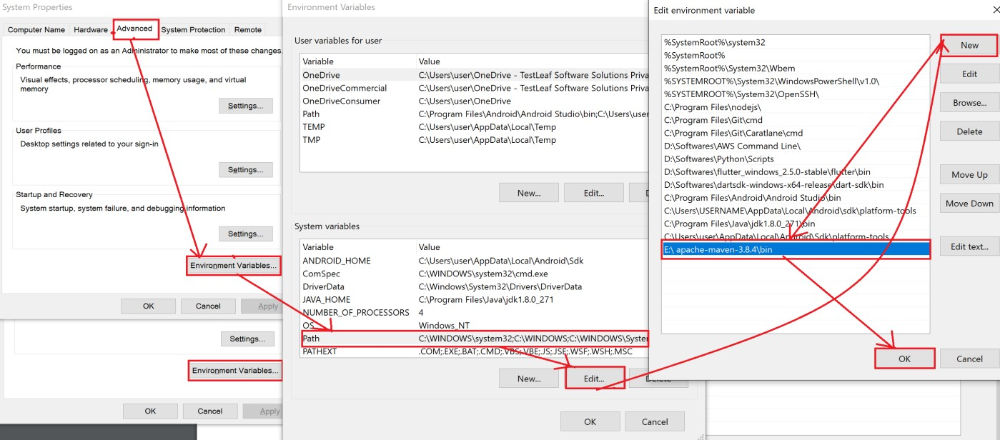 System Properties
Computer Name Hardware Advanced System Protection Remote
You must be logged on as an Administrator to make most of these changes.
Performance
Visual effects, processor scheduling, memory usage, and virtual
memory
Settings...
User Profiles
Desktop settings related to your sign-in
Settings...
Startup and Recovery
System startup, system failure, and debugging information
Settings...
Environment Variables...
OK Cancel Apply
Settings...
Environment Variables...
OK Cancel Apply
Environment Variables
User variables for user
Variable Value
OneDrive C:\Users\user\OneDrive - TestLeaf Software Solutions Priva
OneDriveCommercial C:\Users\user\OneDrive - TestLeaf Software Solutions Priva
OneDriveConsumer C:\Users\user\OneDrive
Path C:\Program Files\Android\Android Studio\bin;C:\Users\user
TEMP C:\Users\user\AppData\Local\Temp
TMP C:\Users\user\AppData\Local\Temp
New... Edit...
System variables
Variable Value
ANDROID_HOME C:\Users\user\AppData\Local\Android\Sdk
ComSpec C:\WINDOWS\system32\cmd.exe
DriverData C:\Windows\System32\Drivers\DriverData
JAVA_HOME C:\Program Files\Java\jdk1.8.0_271
NUMBER_OF_PROCESSORS 4
OS Windows_NT
Path C:\WINDOWS\system32;C:\WINDOWS;C:\WINDOWS\System
PATHEXT .COM;.EXE;.BAT;.CMD;.VBS;.VBE;.JS;.JSE;.WSF;.WSH;.MSC
New... Edit... Delete
OK Cancel
Edit environment variable
%SystemRoot%\system32
%SystemRoot%
%SystemRoot%\System32\Wbem
%SYSTEMROOT%\System32\WindowsPowerShell\v1.0\
%SYSTEMROOT%\System32\OpenSSH\
C:\Program Files\nodejs\
C:\Program Files\Git\cmd
C:\Program Files\Git\Caratlane\cmd
D:\Softwares\AWS Command Line\
D:\Softwares\Python\Scripts
D:\Softwares\flutter_windows_2.5.0-stable\flutter\bin
D:\Softwares\dartsdk-windows-x64-release\dart-sdk\bin
C:\Program Files\Android\Android Studio\bin
C:\Users\USERNAME\AppData\Local\Android\sdk\platform-tools
C:\Program Files\Java\jdk1.8.0_271\bin
C:\Users\user\AppData\Local\Android\Sdk\platform-tools
E:\ apache-maven-3.8.4\bin
New
Edit
Browse...
Delete
Move Up
Move Down
Edit text...
OK Cancel